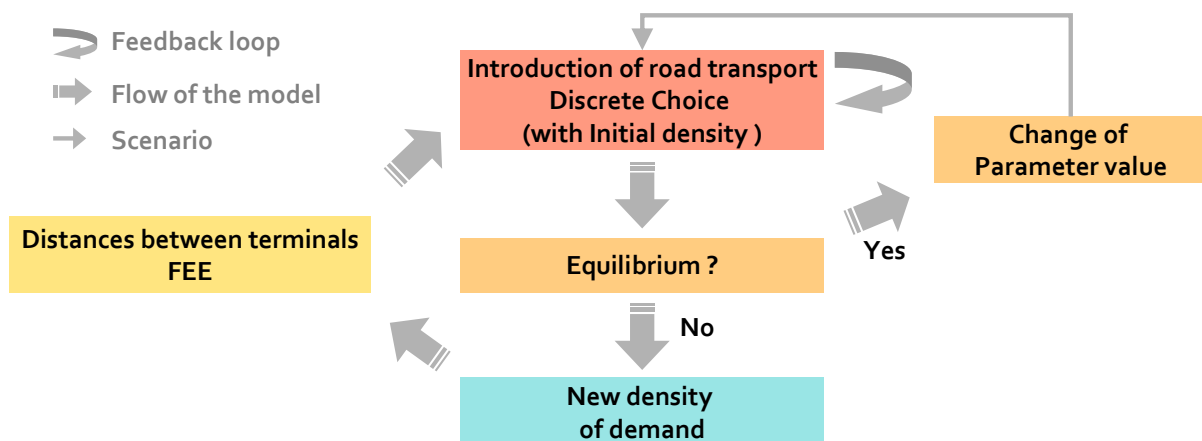 Feedback loop
Flow of the model
Scenario
Introduction of road transport
Discrete Choice
(with Initial density )
Change of
Parameter value
Distances between terminals
FEE
Equilibrium ?
Yes
No
New density
of demand